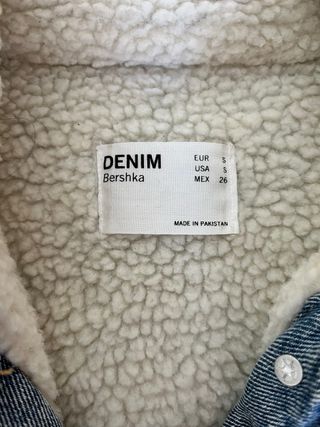 DENIM
Bershka
EUR S
USA S
MEX 26
MADE IN PAKISTAN